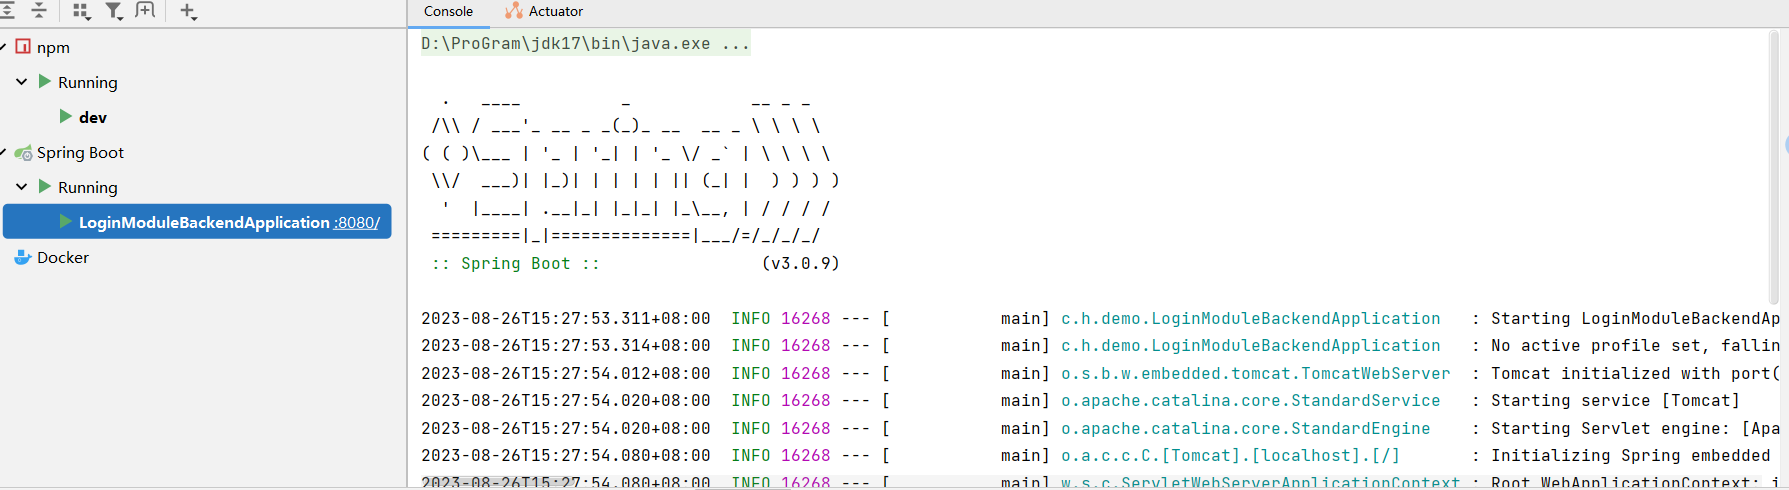 Console Actuator
npm
Running
dev
Spring Boot
Running
LoginModuleBackendApplication :8080/
Docker
D:\ProGram\jdk17\bin\java.exe ...
  .   ____          _            __ _ _
 /\\ / ___'_ __ _ _(_)_ __  __ _ \ \ \ \
( ( )\___ | '_ | '_| | '_ \/ _` | \ \ \ \
 \\/  ___)| |_)| | | | | || (_| |  ) ) ) )
  '  |____| .__|_| |_|_| |_\__, | / / / /
 =========|_|==============|___/=/_/_/_/
 :: Spring Boot ::                (v3.0.9)
2023-08-26T15:27:53.311+08:00  INFO 16268 --- [           main] c.h.demo.LoginModuleBackendApplication   : Starting LoginModuleBackendAp
2023-08-26T15:27:53.314+08:00  INFO 16268 --- [           main] c.h.demo.LoginModuleBackendApplication   : No active profile set, fallin
2023-08-26T15:27:54.012+08:00  INFO 16268 --- [           main] o.s.b.w.embedded.tomcat.TomcatWebServer  : Tomcat initialized with port(
2023-08-26T15:27:54.020+08:00  INFO 16268 --- [           main] o.apache.catalina.core.StandardService   : Starting service [Tomcat]
2023-08-26T15:27:54.020+08:00  INFO 16268 --- [           main] o.apache.catalina.core.StandardEngine    : Starting Servlet engine: [Apa
2023-08-26T15:27:54.080+08:00  INFO 16268 --- [           main] o.a.c.c.C.[Tomcat].[localhost].[/]       : Initializing Spring embedded
2023-08-26T15:27:54.080+08:00  INFO 16268 --- [           main] w.s.c.ServletWebServerApplicationContext : Root WebApplicationContext: i